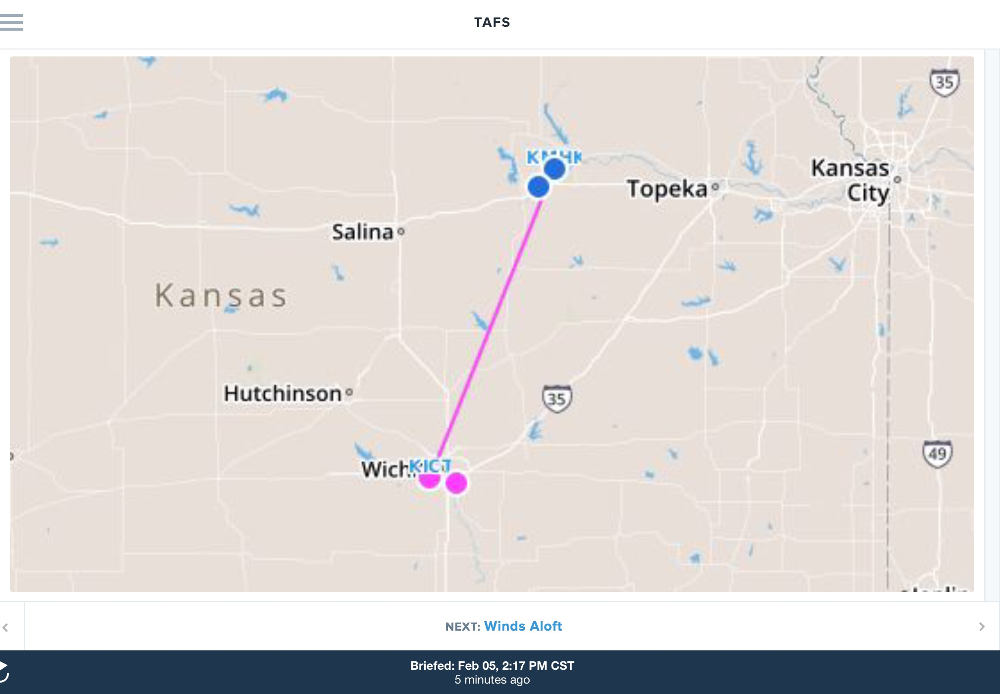 TAFS
35
KMHK
Kansas
City
Topeka
Salina
Kansas
Hutchinson
35
49
KICT
NEXT: Winds Aloft
Briefed: Feb 05, 2:17 PM CST
5 minutes ago